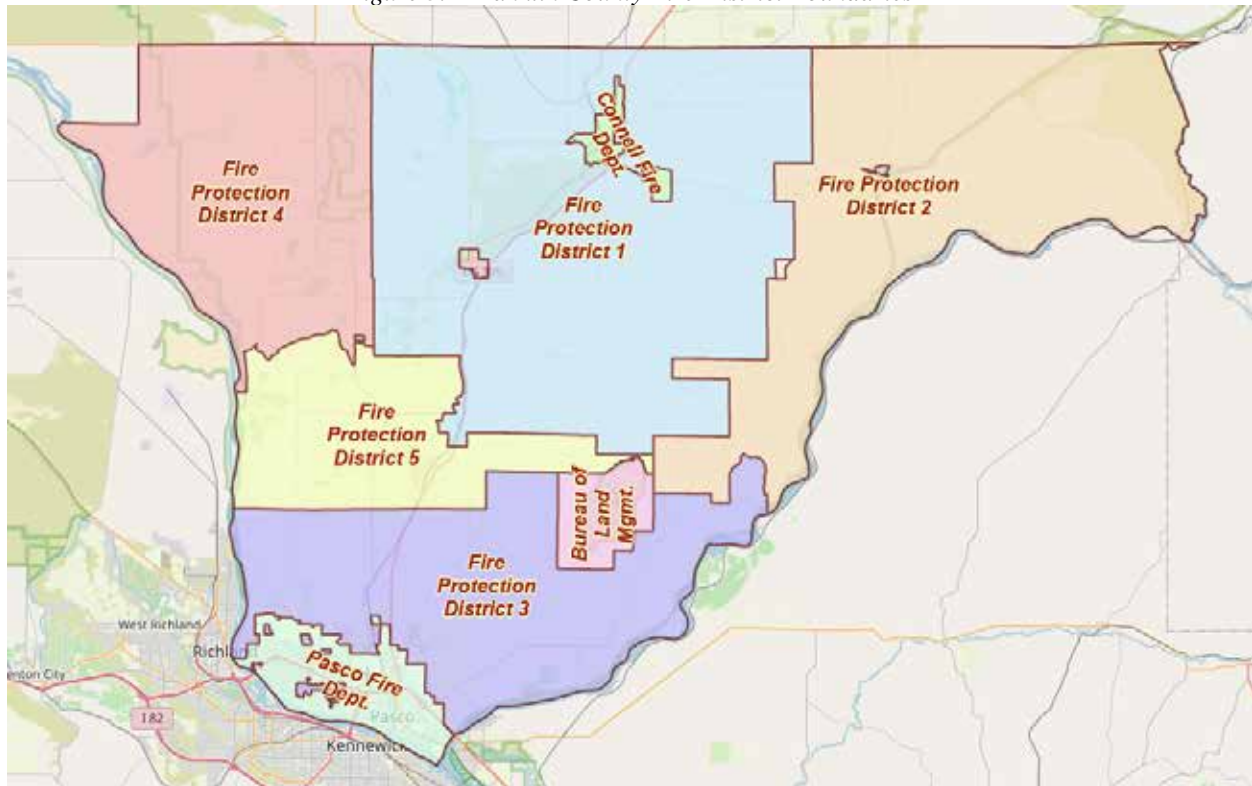 Fire
Protection
District 4
Connell Fire
Dept.
Fire
Protection
District 1
Fire Protection
District 2
Fire
Protection
District 5
Bureau of
Land
Mgmt.
Fire
Protection
District 3
West Richland
Pasco Fire
Dept.
Pasco
182
Kennewick